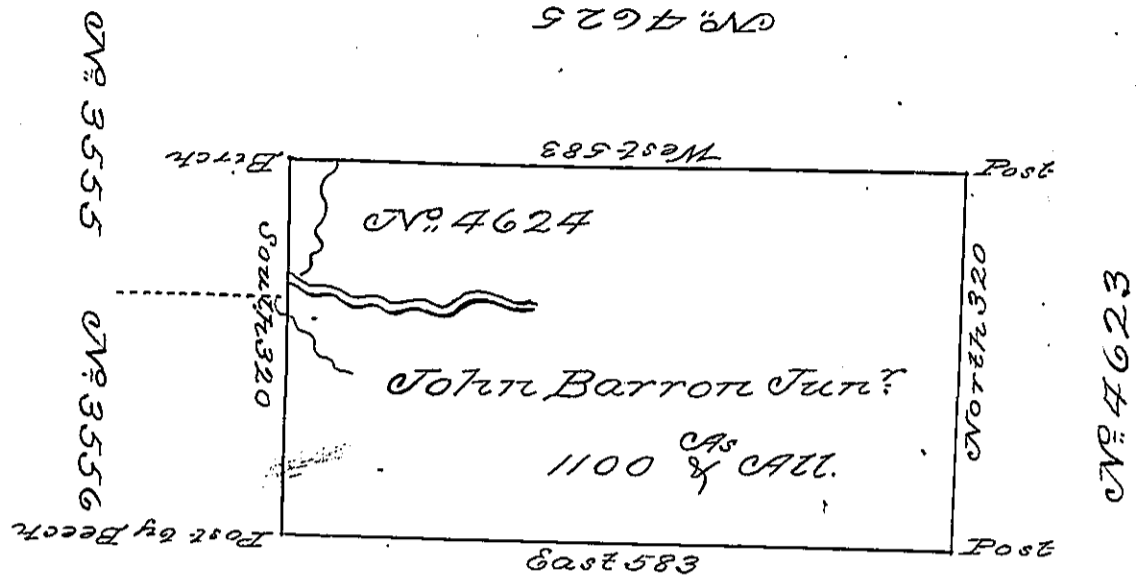 No. 4625
No. 3555
Birch
West 583
Post
No. 4624
South 320
North 320
No. 4623
John Barron Junr.
1100 As & All.
No. 3556
Post by Beech
East 583
Post